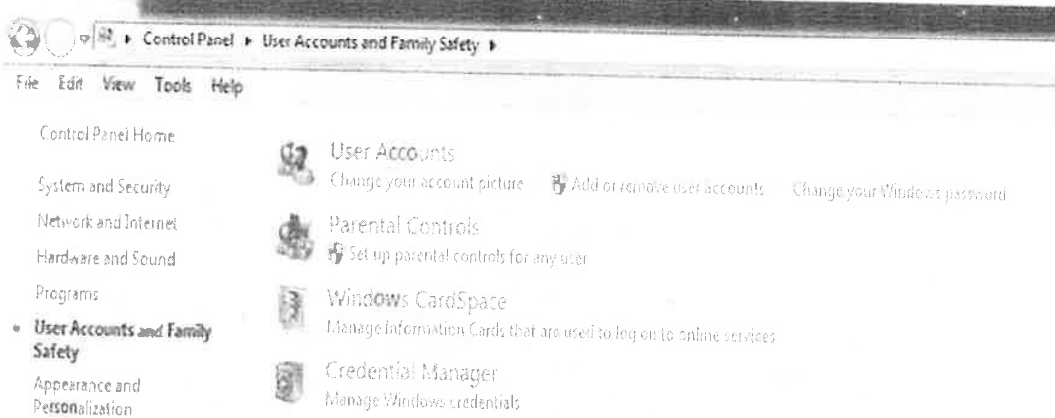 Control Panel ▸ User Accounts and Family Safety ▸
File Edit View Tools Help
Control Panel Home
System and Security
Network and Internet
Hardware and Sound
Programs
User Accounts and Family
Safety
Appearance and
Personalization
User Accounts
Change your account picture Add or remove user accounts Change your Windows password
Parental Controls
Set up parental controls for any user
Windows CardSpace
Manage Information Cards that are used to log on to online services
Credential Manager
Manage Windows credentials